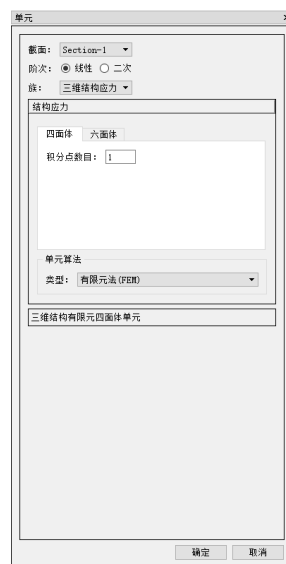 单元
截面： Section-1
阶次： 线性 二次
族： 三维结构应力
结构应力
四面体 六面体
积分点数目： 1
单元算法
类型： 有限元法(FEM)
三维结构有限元四面体单元
确定 取消